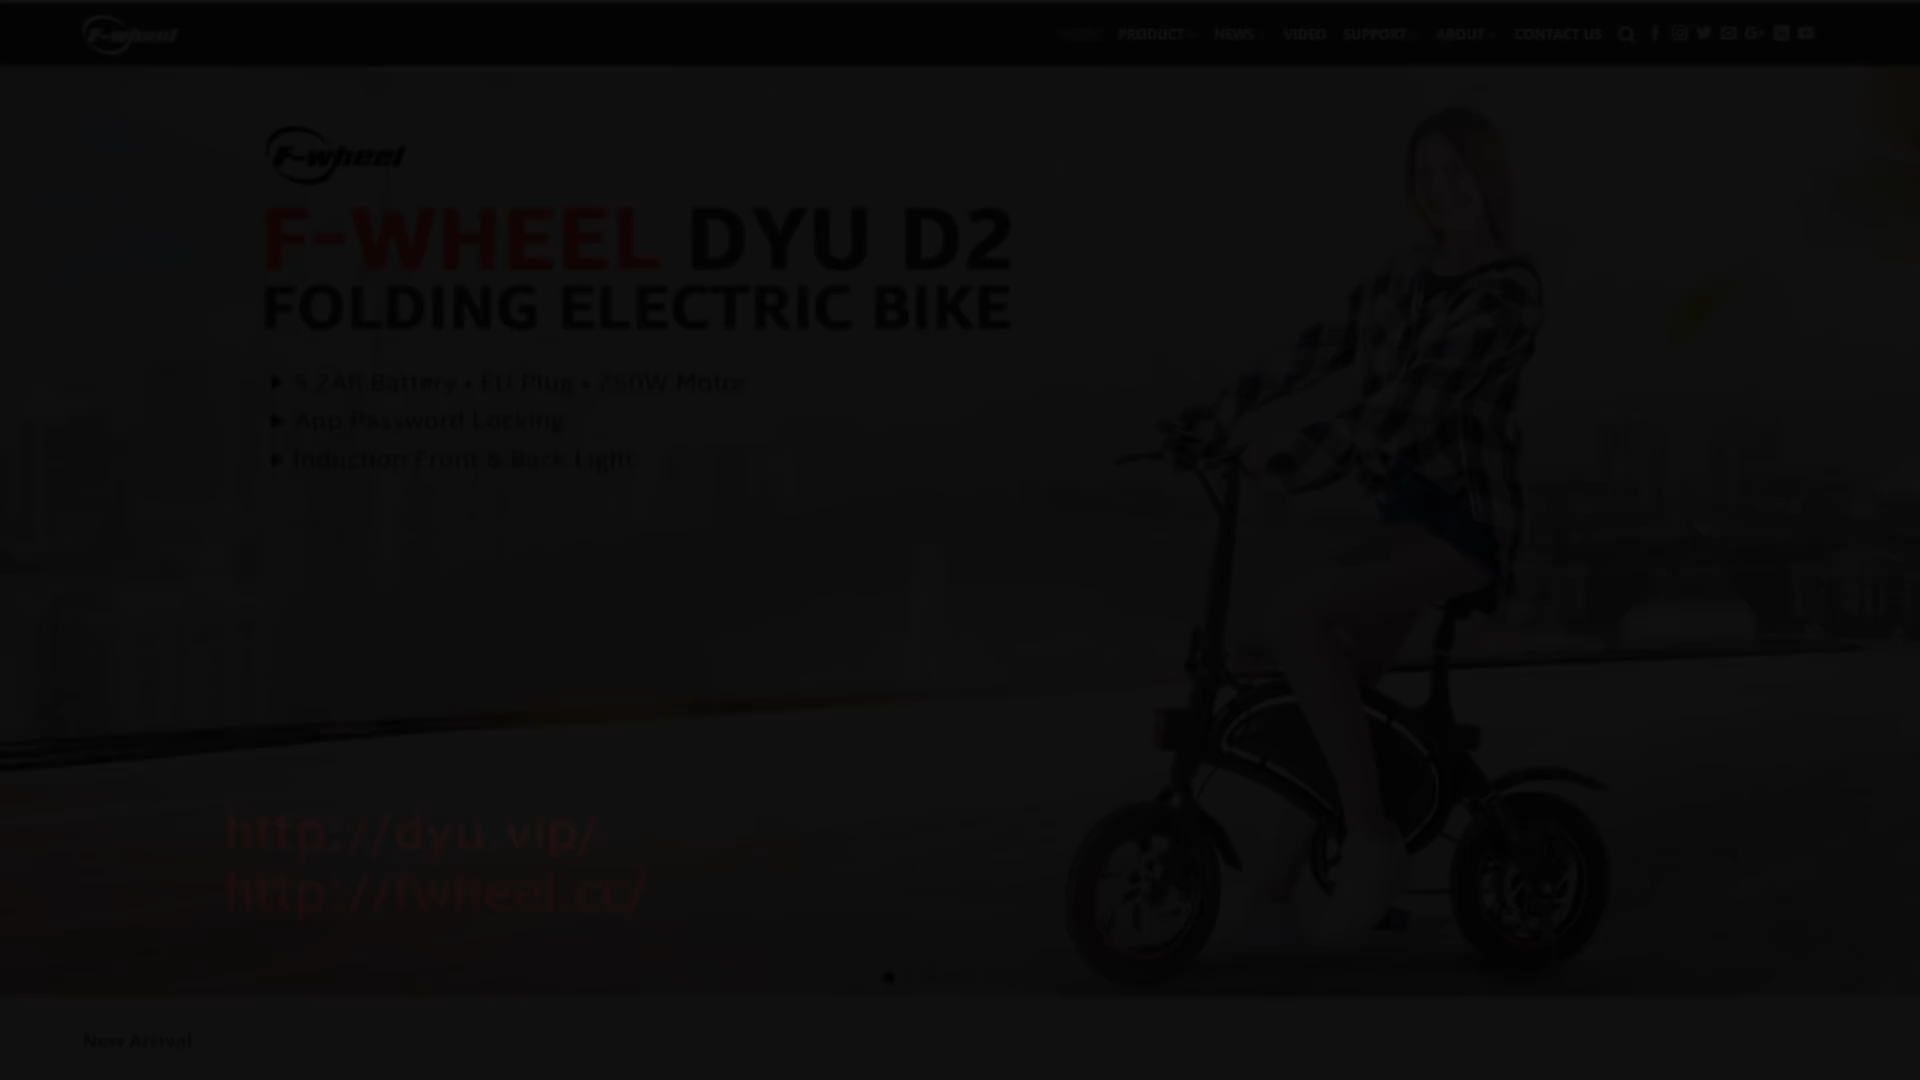 F-wheel
HOME PRODUCT NEWS VIDEO SUPPORT ABOUT CONTACT US
F-wheel
F-WHEEL DYU D2
FOLDING ELECTRIC BIKE
5.2AH Battery • EU Plug • 250W Motor
App Password Locking
Induction Front & Back Light
http://dyu.vip/
http://fwheel.cc/
New Arrival